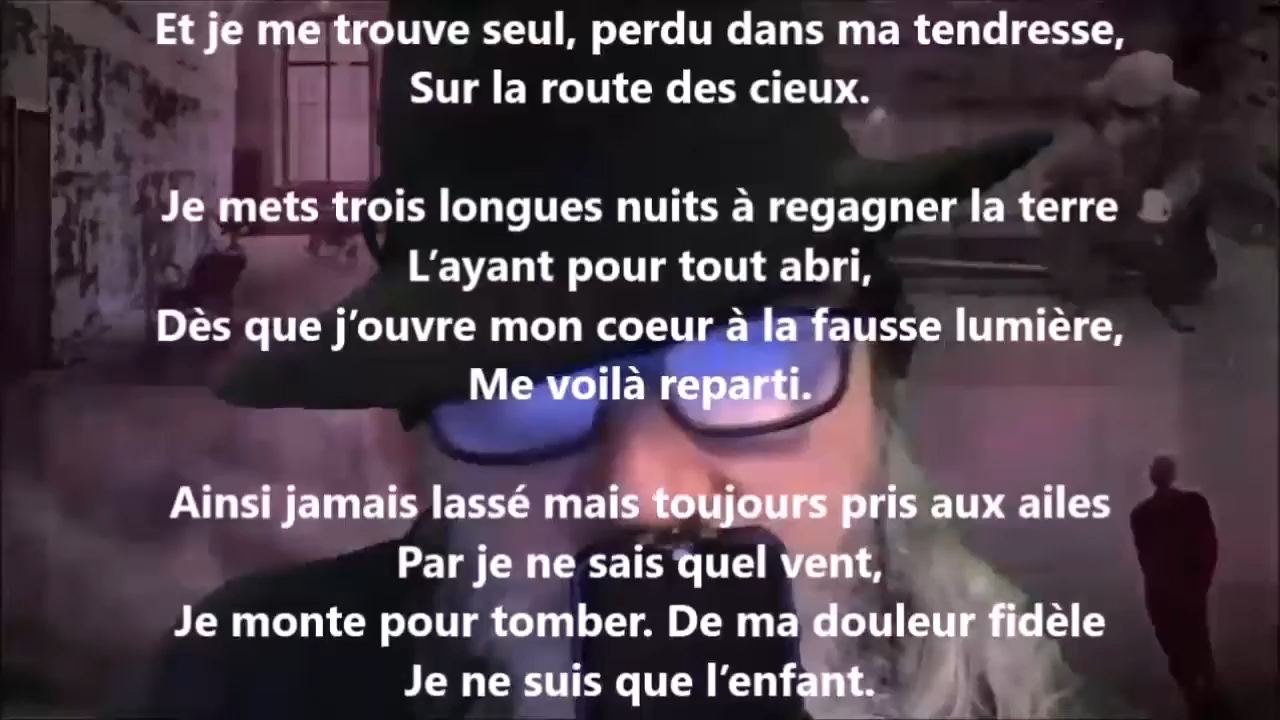 Et je me trouve seul, perdu dans ma tendresse,
Sur la route des cieux.
Je mets trois longues nuits à regagner la terre
L’ayant pour tout abri,
Dès que j’ouvre mon coeur à la fausse lumière,
Me voilà reparti.
Ainsi jamais lassé mais toujours pris aux ailes
Par je ne sais quel vent,
Je monte pour tomber. De ma douleur fidèle
Je ne suis que l’enfant.